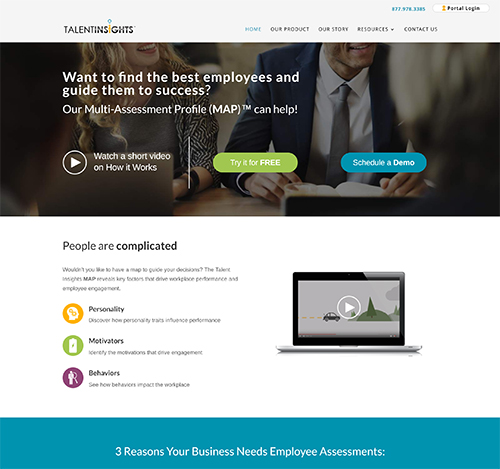 877.978.3385
Portal Login
TALENTINSIGHTS
HOME OUR PRODUCT OUR STORY RESOURCES CONTACT US
Want to find the best employees and
guide them to success?
Our Multi-Assessment Profile (MAP)™ can help!
Watch a short video
on How it Works
Try it for FREE
Schedule a Demo
People are complicated
Wouldn't you like to have a map to guide your decisions? The Talent
Insights MAP reveals key factors that drive workplace performance and
employee engagement.
Personality
Discover how personality traits influence performance
Motivators
Identify the motivations that drive engagement
Behaviors
See how behaviors impact the workplace.
3 Reasons Your Business Needs Employee Assessments: